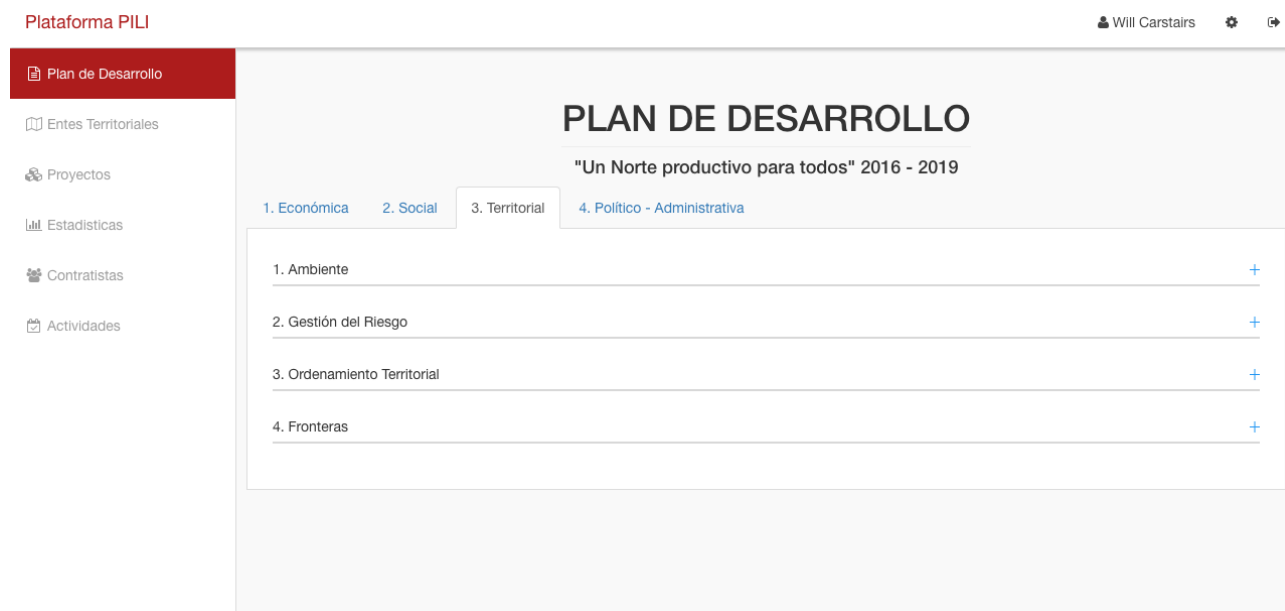 Plataforma PILI
Will Carstairs
Plan de Desarrollo
Entes Territoriales
Proyectos
Estadisticas
Contratistas
Actividades
PLAN DE DESARROLLO
"Un Norte productivo para todos" 2016 - 2019
1. Económica
2. Social
3. Territorial
4. Político - Administrativa
1. Ambiente
2. Gestión del Riesgo
3. Ordenamiento Territorial
4. Fronteras